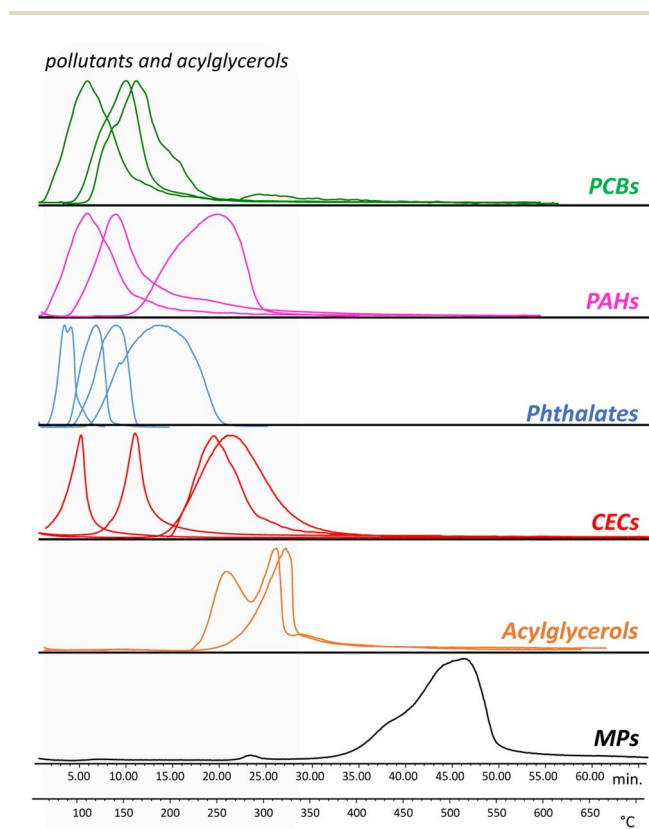 pollutants and acylglycerols
PCBs
PAHs
Phthalates
CECs
Acylglycerols
MPs
5.00 10.00 15.00 20.00 25.00 30.00 35.00 40.00 45.00 50.00 55.00 60.00 min.
100 150 200 250 300 350 400 450 500 550 600 650 °C